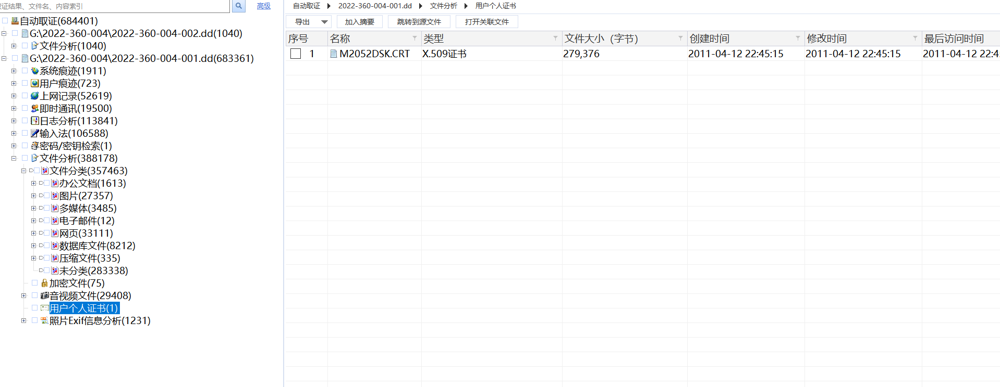 证结果、文件名、内容索引
高级
自动取证(684401)
G:\2022-360-004\2022-360-004-002.dd(1040)
文件分析(1040)
G:\2022-360-004\2022-360-004-001.dd(683361)
系统痕迹(1911)
用户痕迹(723)
上网记录(52619)
即时通讯(19500)
日志分析(113841)
输入法(106588)
密码/密钥检索(1)
文件分析(388178)
文件分类(357463)
办公文档(1613)
图片(27357)
多媒体(3485)
电子邮件(12)
网页(33111)
数据库文件(8212)
压缩文件(335)
未分类(283338)
加密文件(75)
音视频文件(29408)
用户个人证书(1)
照片Exif信息分析(1231)
自动取证 2022-360-004-001.dd 文件分析 用户个人证书
导出 加入摘要 跳转到源文件 打开关联文件
序号 名称 类型 文件大小（字节） 创建时间 修改时间 最后访问时间
1 M2052DSK.CRT X.509证书 279,376 2011-04-12 22:45:15 2011-04-12 22:45:15 2011-04-12 22:4